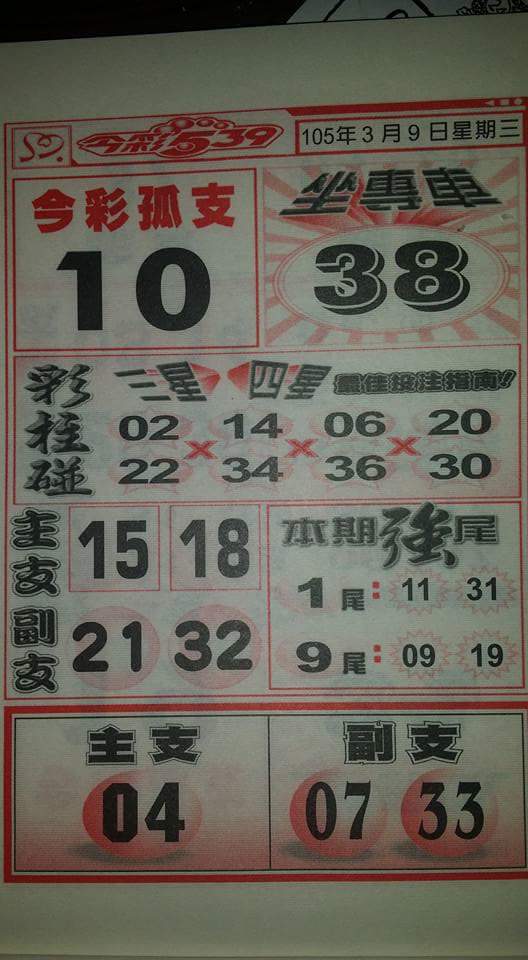 今彩539
105年3月9日星期三
今彩孤支
10
38
彩柱碰
三星 四星 最佳投注指南!!
02 × 14 × 06 × 20
22 34 36 30
主支
15 18
副支
21 32
本期強尾
1尾: 11 31
9尾: 09 19
主支
04
副支
07 33